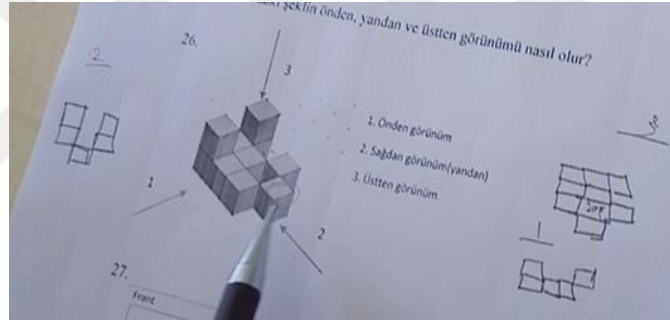 şeklin önden, yandan ve üstten görünümü nasıl olur?
26.
2
3
1. Önden görünüm
2. Sağdan görünüm(yandan)
3. Üstten görünüm.
1
2
3
1
27.
Front